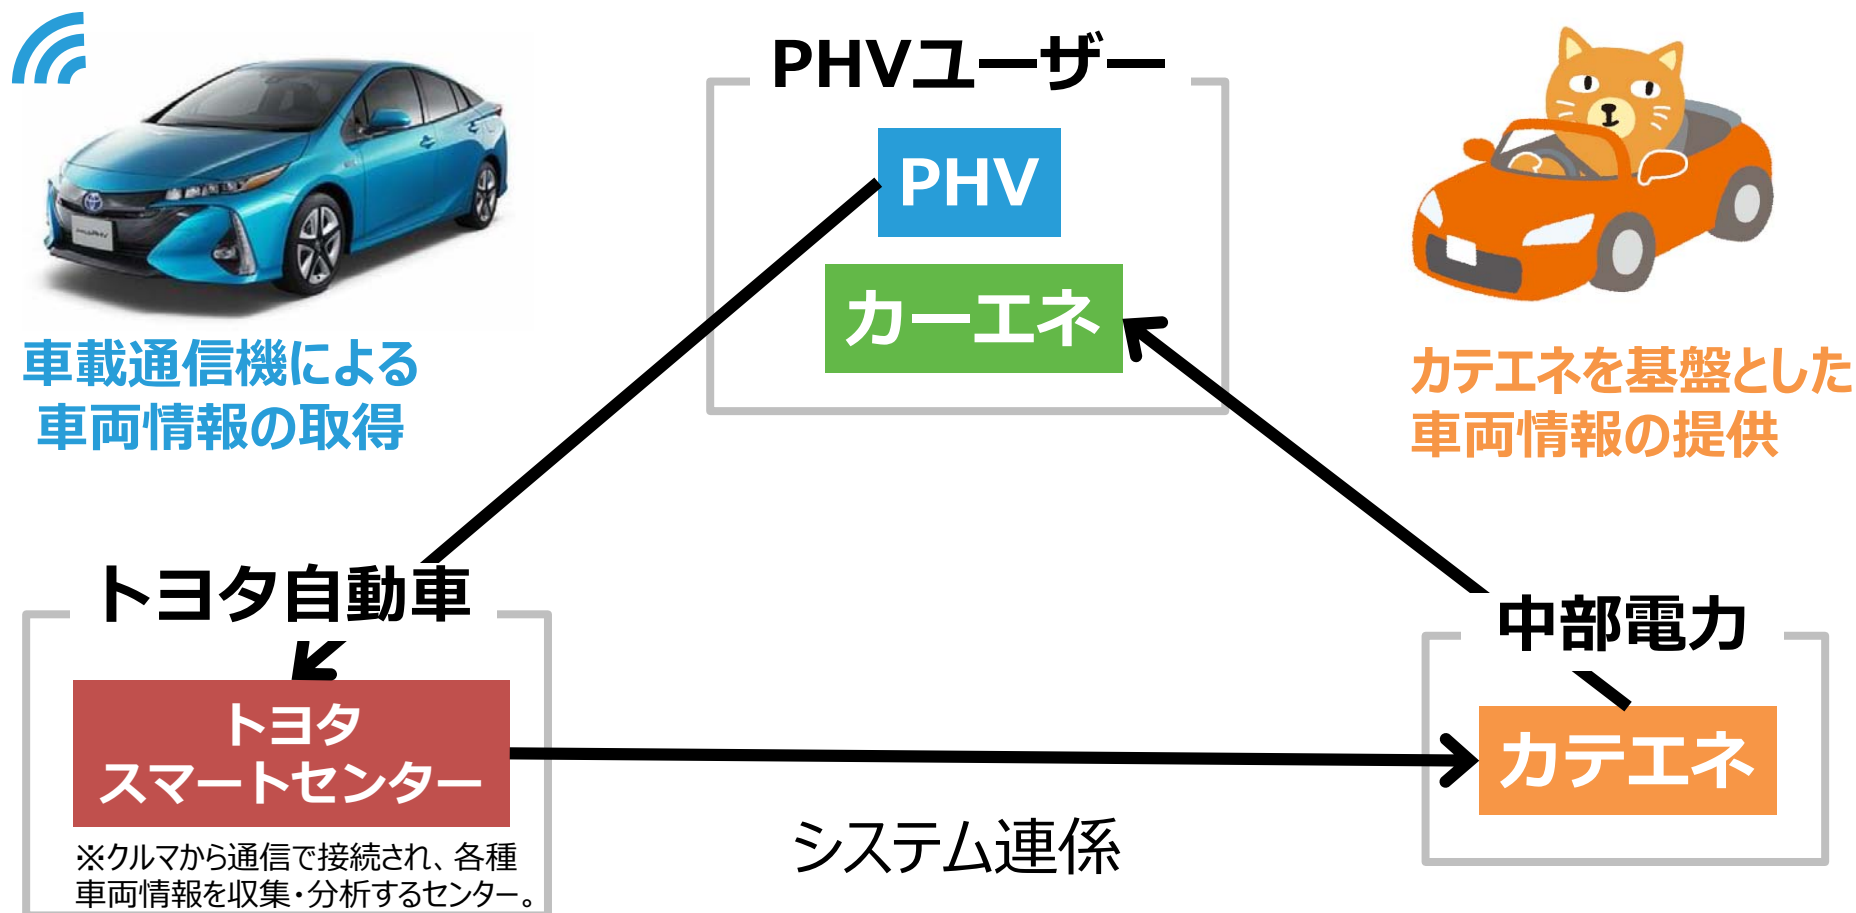 PHVユーザー
PHV
カーエネ
車載通信機による
車両情報の取得
カテエネを基盤とした
車両情報の提供
トヨタ自動車
トヨタ
スマートセンター
※クルマから通信で接続され、各種
車両情報を収集・分析するセンター。
システム連係
中部電力
カテエネ